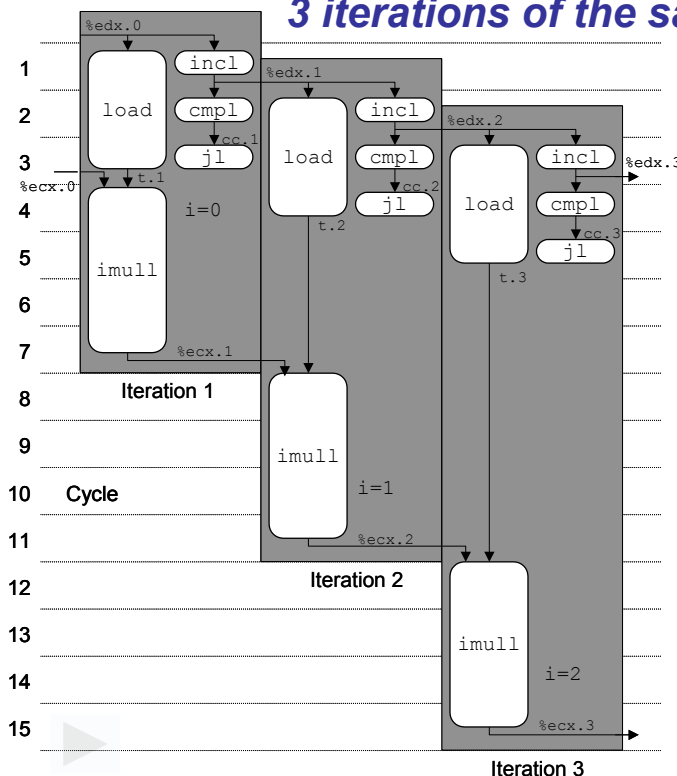 3 iterations of the sa
%edx.0
1
incl
%edx.1
load
2
cmpl
incl
%edx.2
cc.1
load
3
jl
cmpl
incl
%edx.3
%ecx.0
t.1
cc.2
load
4
i=0
jl
cmpl
t.2
cc.3
5
imull
jl
t.3
6
7
%ecx.1
Iteration 1
8
9
imull
10 Cycle
i=1
11
%ecx.2
Iteration 2
12
13
imull
14
i=2
15
%ecx.3
Iteration 3